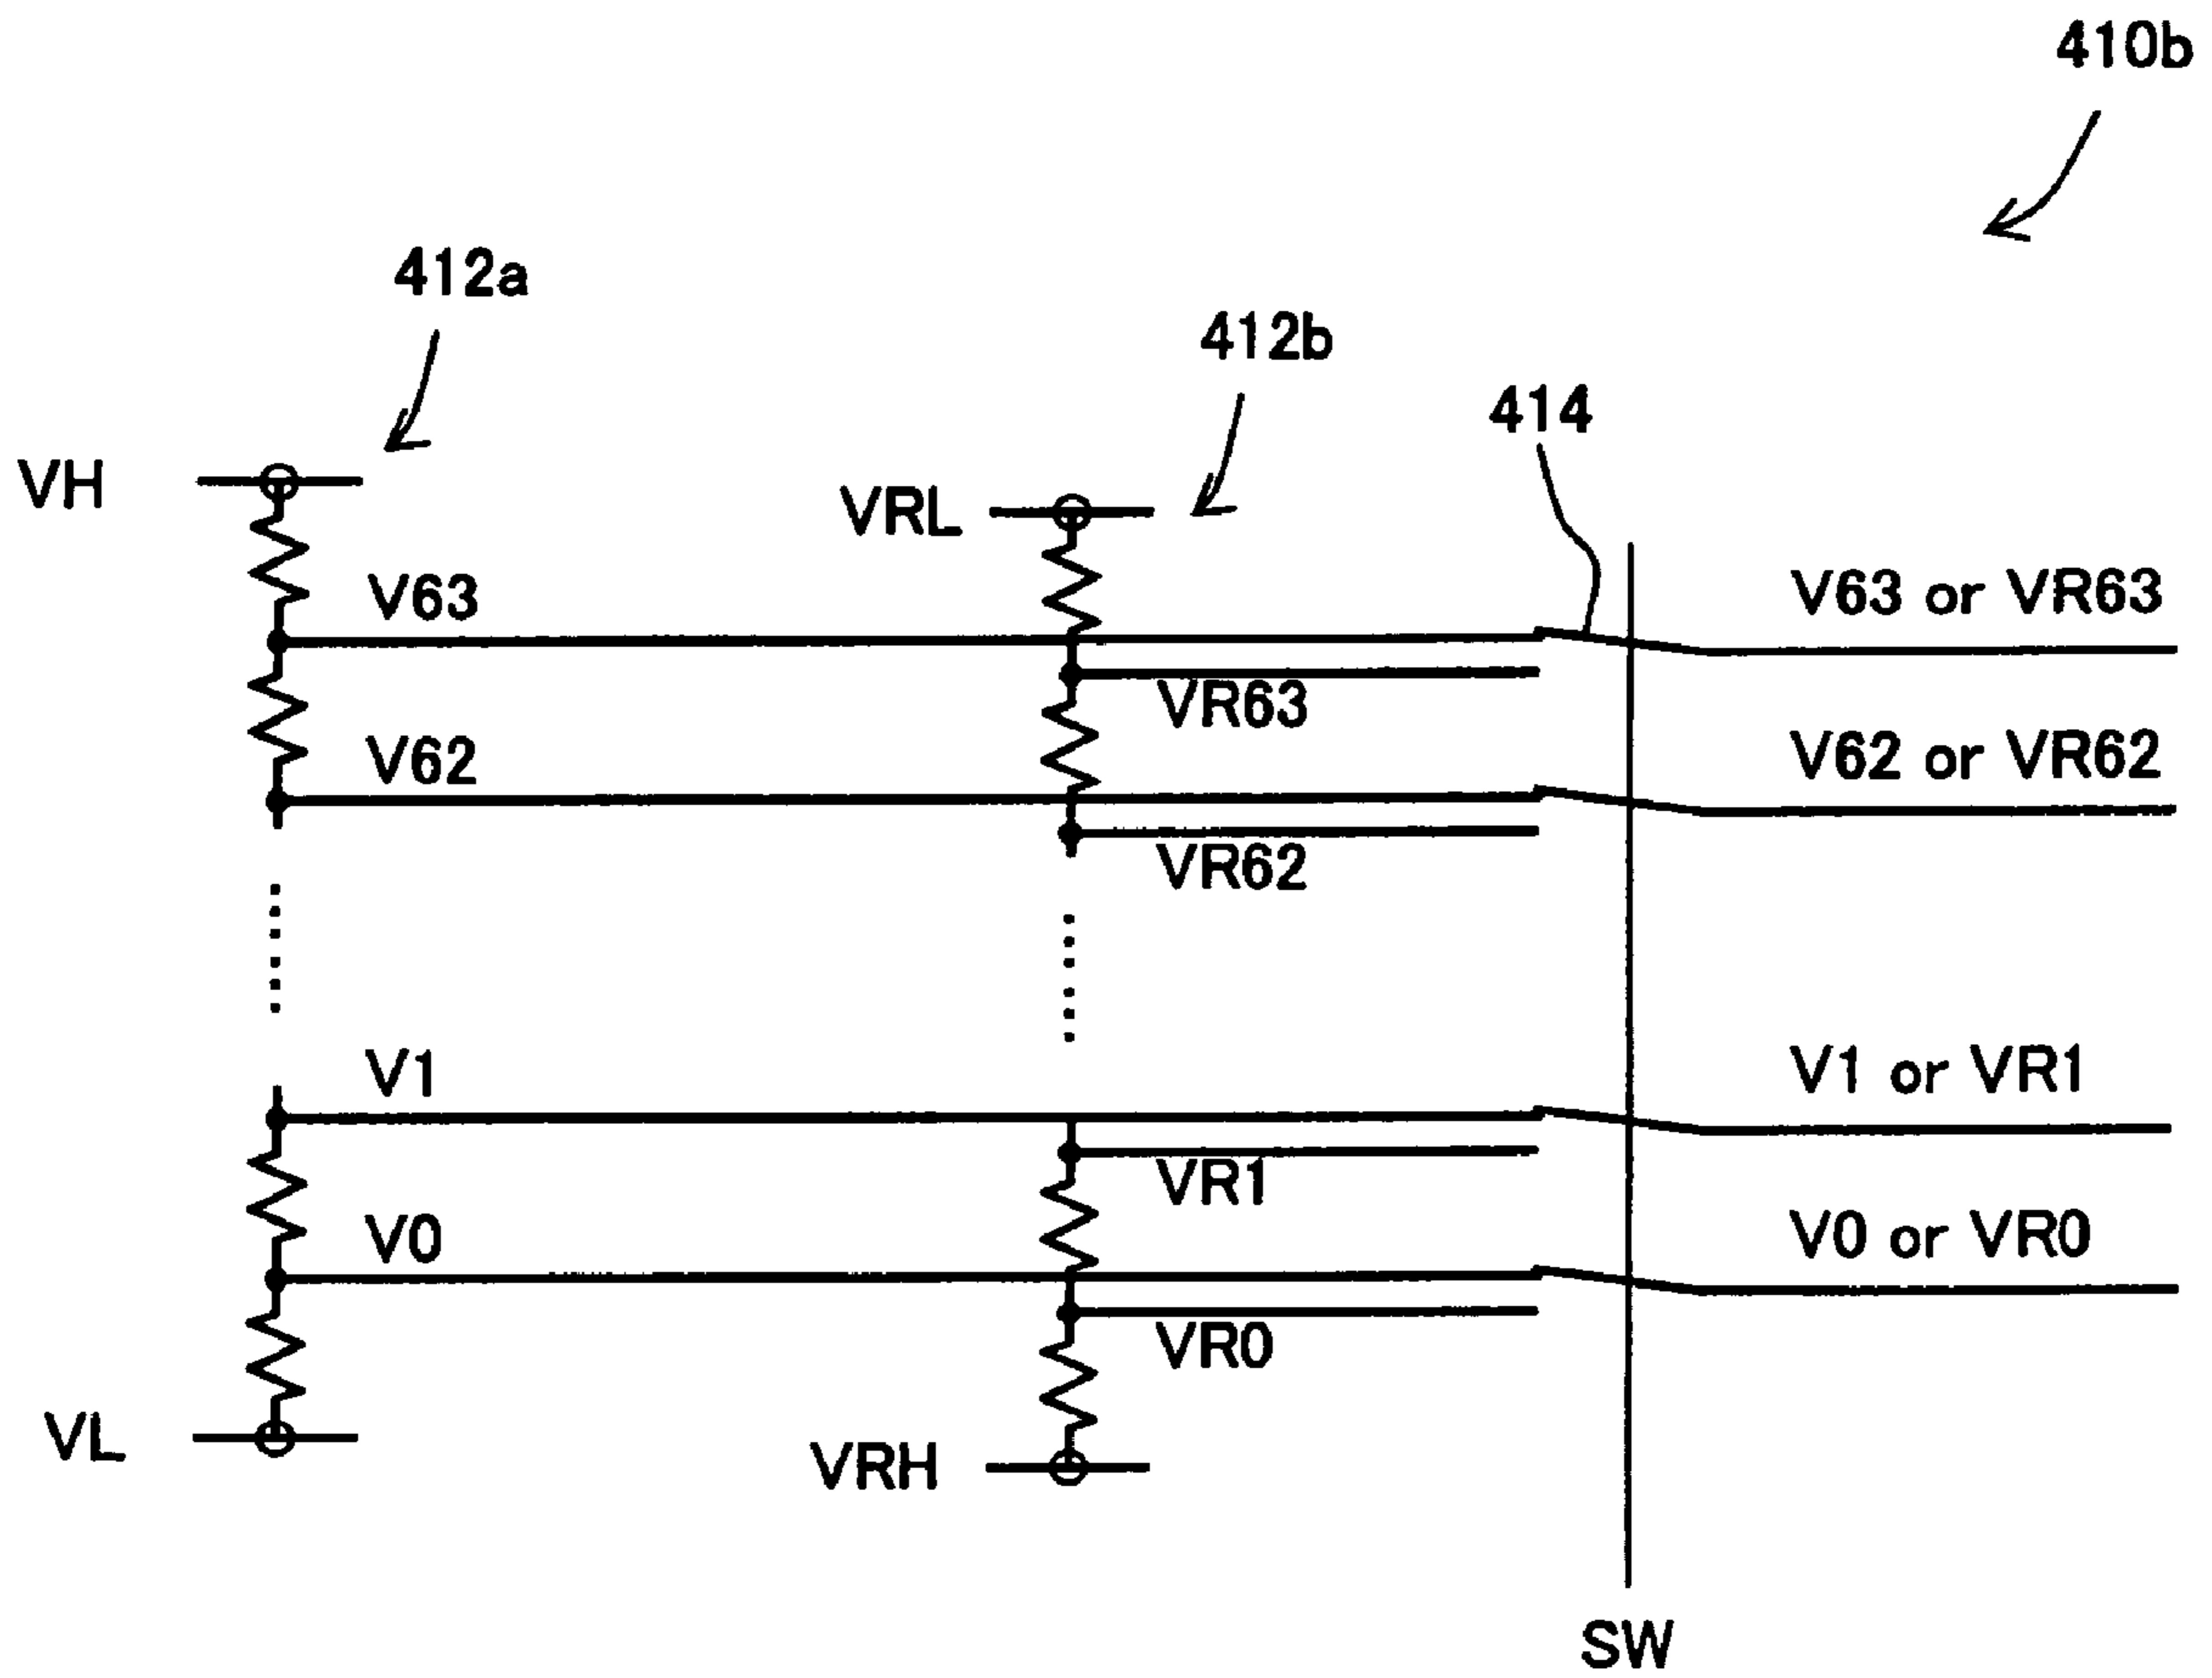 410b
412a
412b
414
VH
VRL
V63
V63 or VR63
VR63
V62
V62 or VR62
VR62
V1
V1 or VR1
VR1
V0
V0 or VR0
VR0
VL
VRH
SW